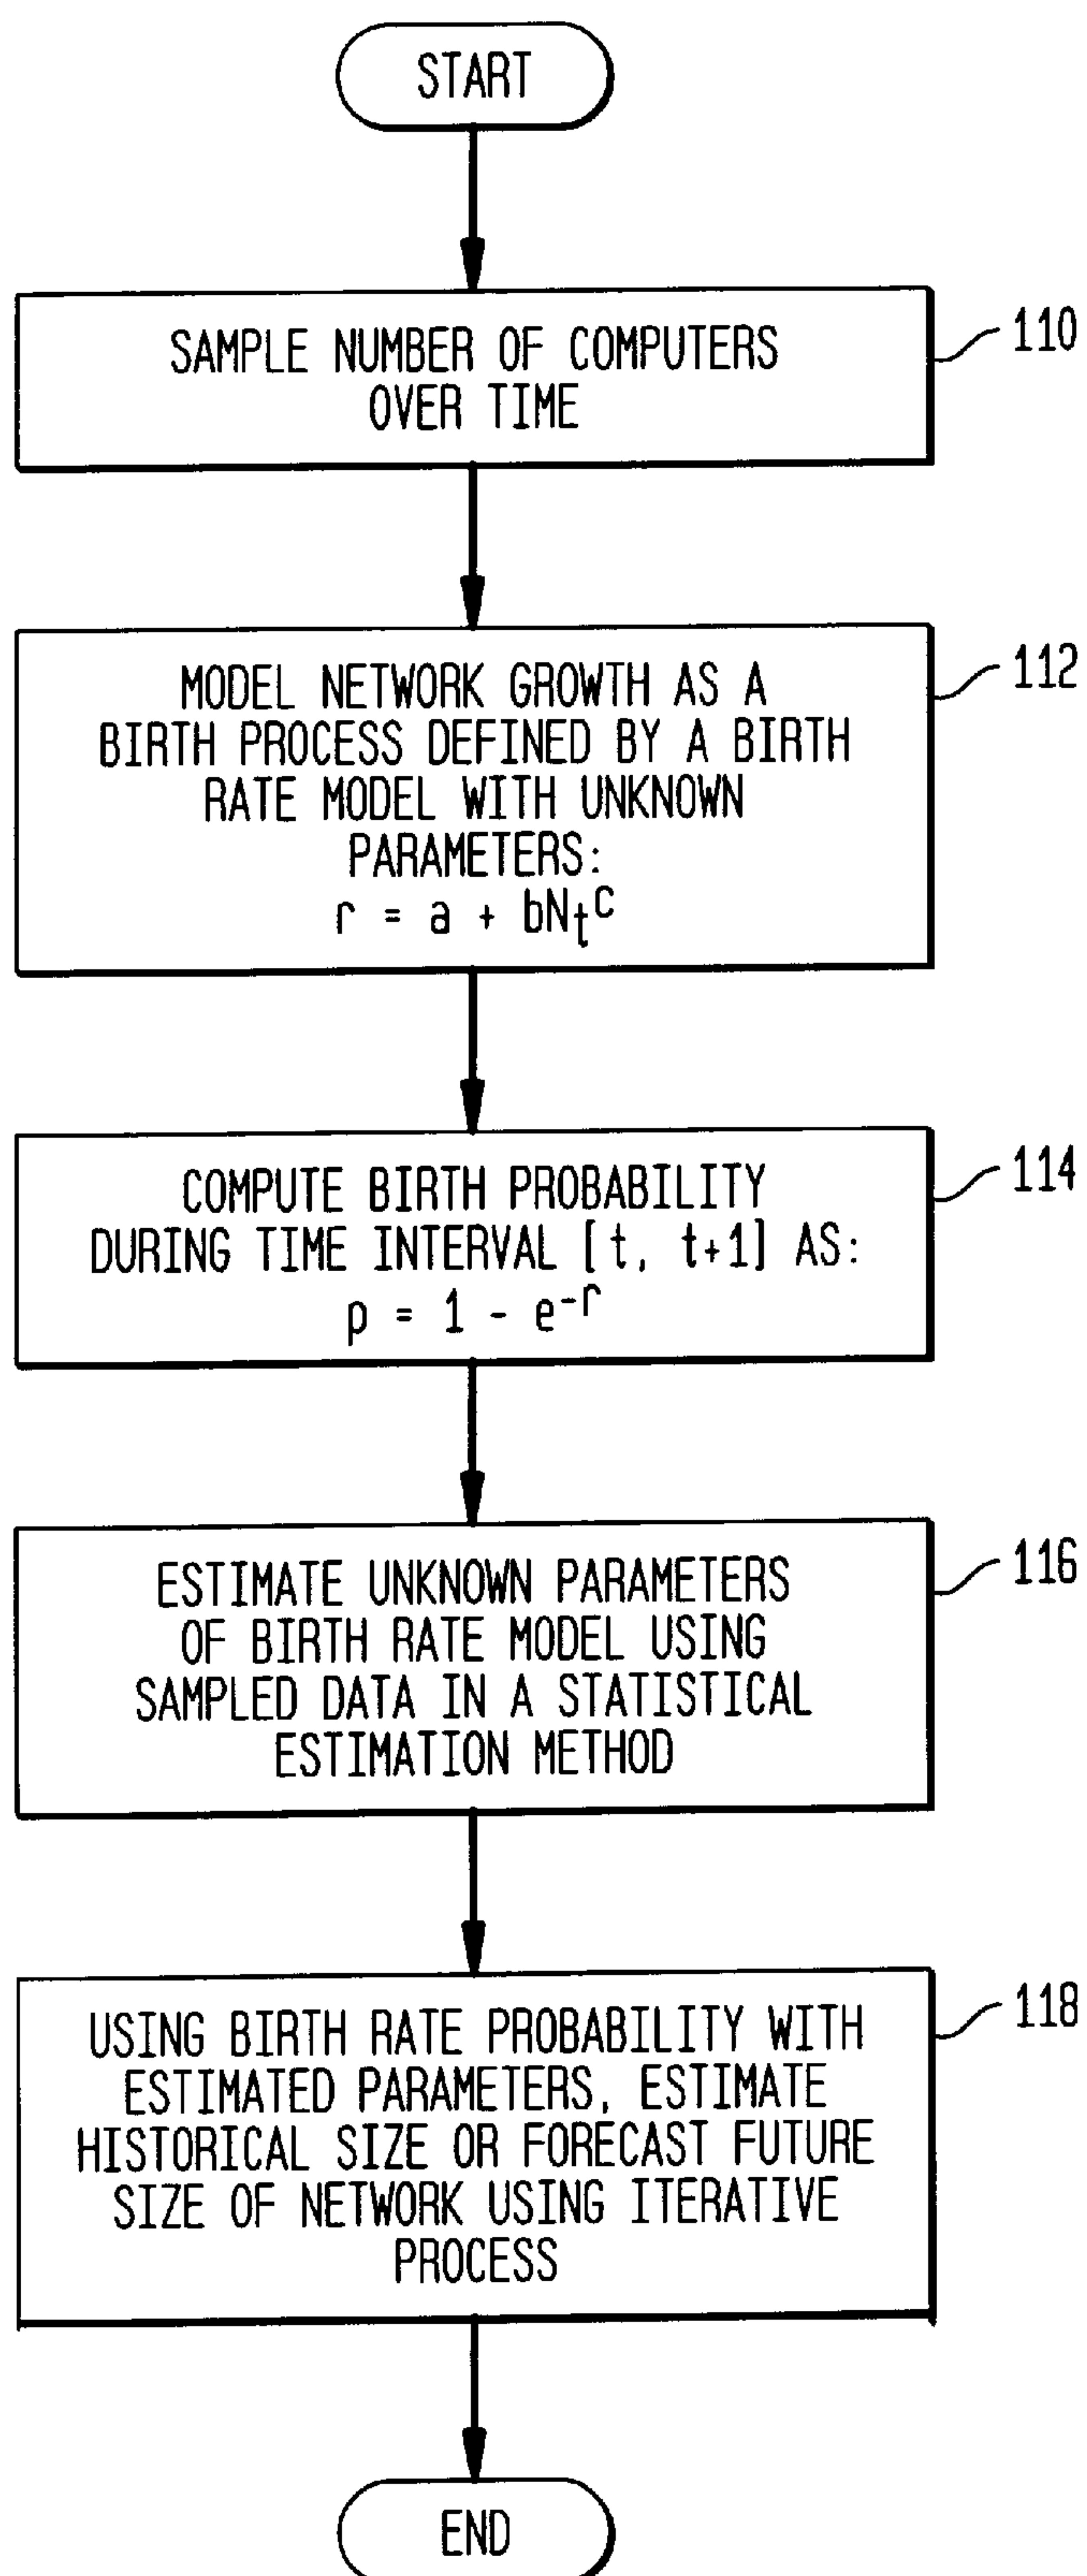 START
SAMPLE NUMBER OF COMPUTERS
OVER TIME
110
MODEL NETWORK GROWTH AS A
BIRTH PROCESS DEFINED BY A BIRTH
RATE MODEL WITH UNKNOWN
PARAMETERS:
r = a + bNₜᶜ
112
COMPUTE BIRTH PROBABILITY
DURING TIME INTERVAL [t, t+1] AS:
p = 1 - e⁻ʳ
114
ESTIMATE UNKNOWN PARAMETERS
OF BIRTH RATE MODEL USING
SAMPLED DATA IN A STATISTICAL
ESTIMATION METHOD
116
USING BIRTH RATE PROBABILITY WITH
ESTIMATED PARAMETERS, ESTIMATE
HISTORICAL SIZE OR FORECAST FUTURE
SIZE OF NETWORK USING ITERATIVE
PROCESS
118
END